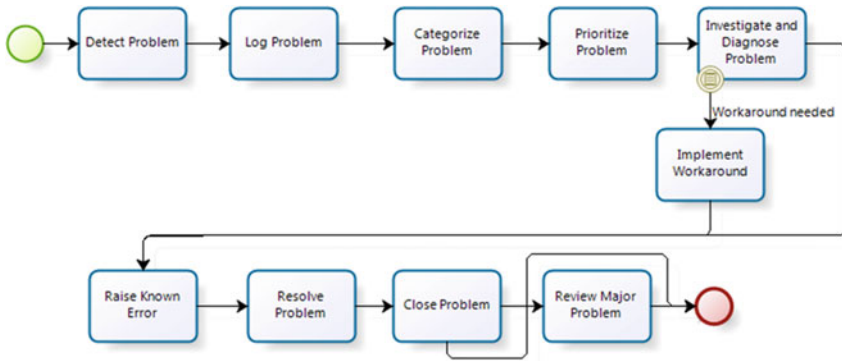 Detect Problem
Log Problem
Categorize
Problem
Prioritize
Problem
Investigate and
Diagnose
Problem
Workaround needed
Implement
Workaround
Raise Known
Error
Resolve
Problem
Close Problem
Review Major
Problem